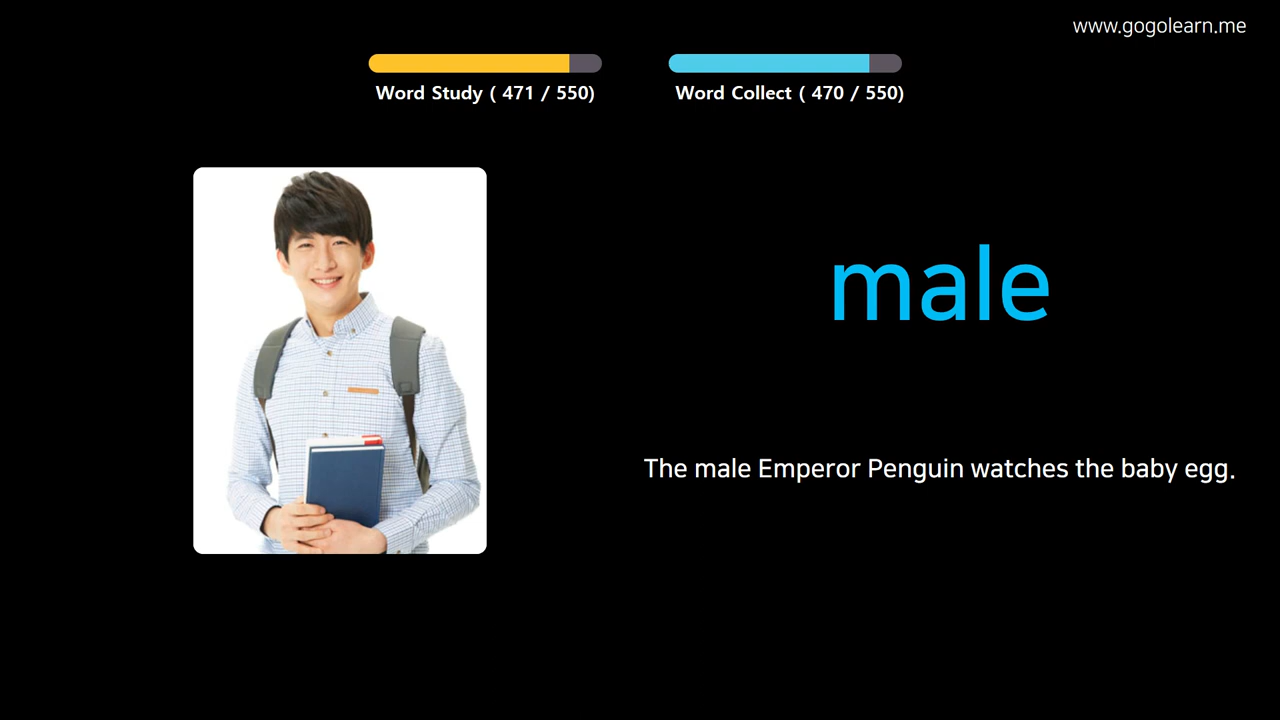 www.gogolearn.me
Word Study ( 471 / 550)
Word Collect ( 470 / 550)
male
The male Emperor Penguin watches the baby egg.